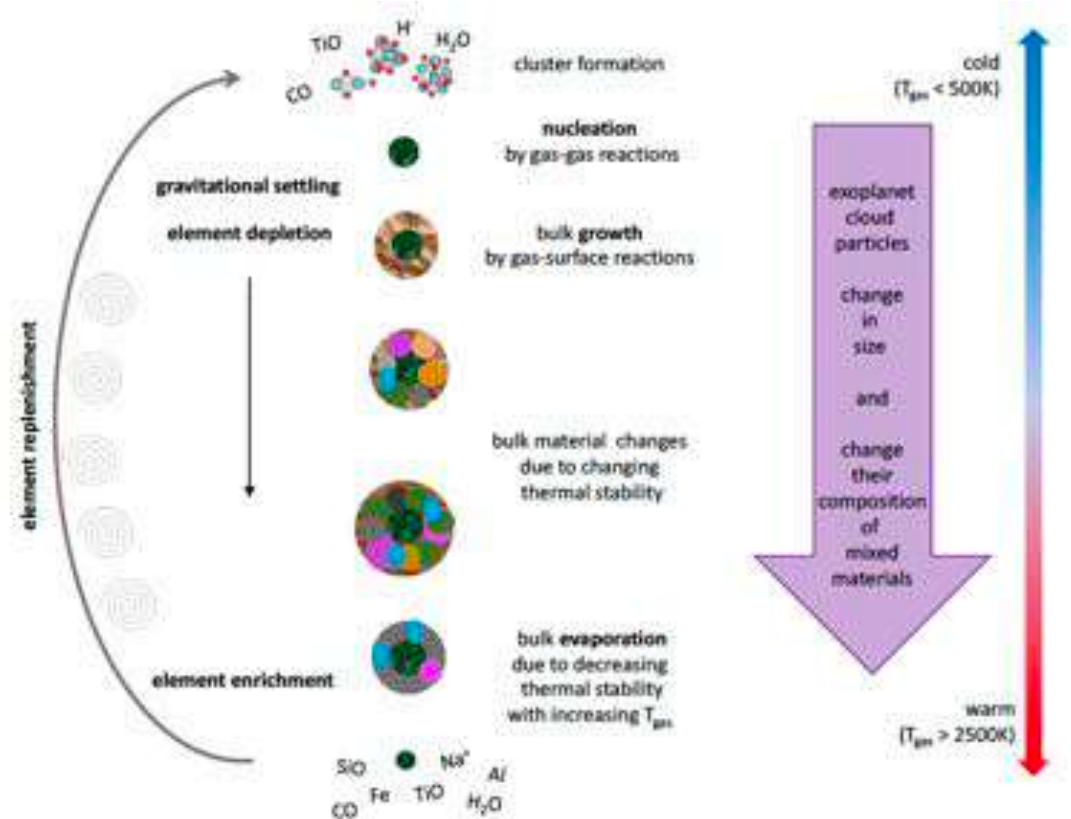 TiO
H-
H2O
CO
cluster formation
cold
(Tgas < 500K)
nucleation
by gas-gas reactions
gravitational settling
element depletion
bulk growth
by gas-surface reactions
exoplanet
cloud
particles
change
in
size
and
change
their
composition
of
mixed
materials
element replenishment
bulk material changes
due to changing
thermal stability
element enrichment
bulk evaporation
due to decreasing
thermal stability
with increasing Tgas
warm
(Tgas > 2500K)
SiO
Na+
Al
CO
Fe
TiO
H2O